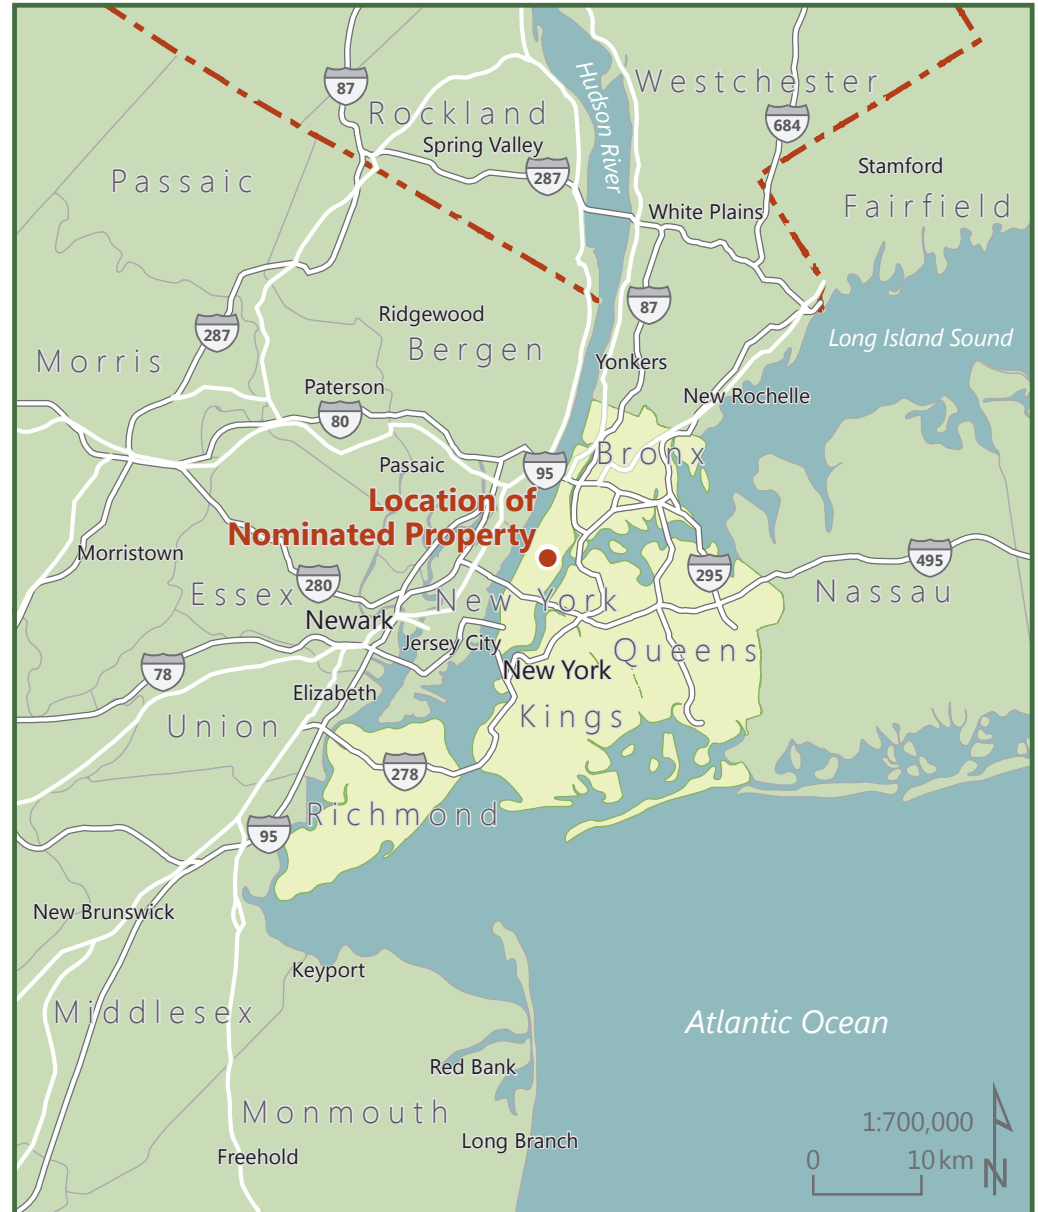 Westchester
87
Rockland
Hudson River
684
Spring Valley
Stamford
Passaic
287
Fairfield
White Plains
87
Ridgewood
287
Long Island Sound
Bergen
Morris
Yonkers
Paterson
New Rochelle
80
Bronx
Passaic
95
Location of
Nominated Property
Morristown
495
295
280
Essex
Nassau
New York
Newark
Jersey City
Queens
78
New York
Elizabeth
Kings
Union
278
Richmond
95
New Brunswick
Keyport
Middlesex
Atlantic Ocean
Red Bank
Monmouth
1:700,000
Long Branch
Freehold
0 10 km
N